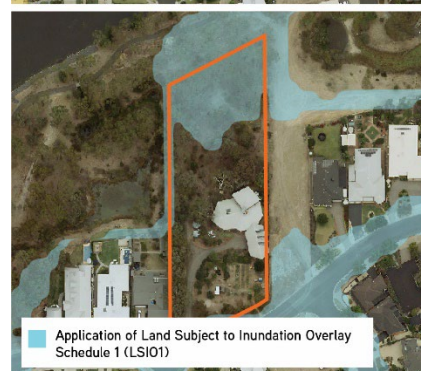 Application of Land Subject to Inundation Overlay
Schedule 1 (LSIO1)